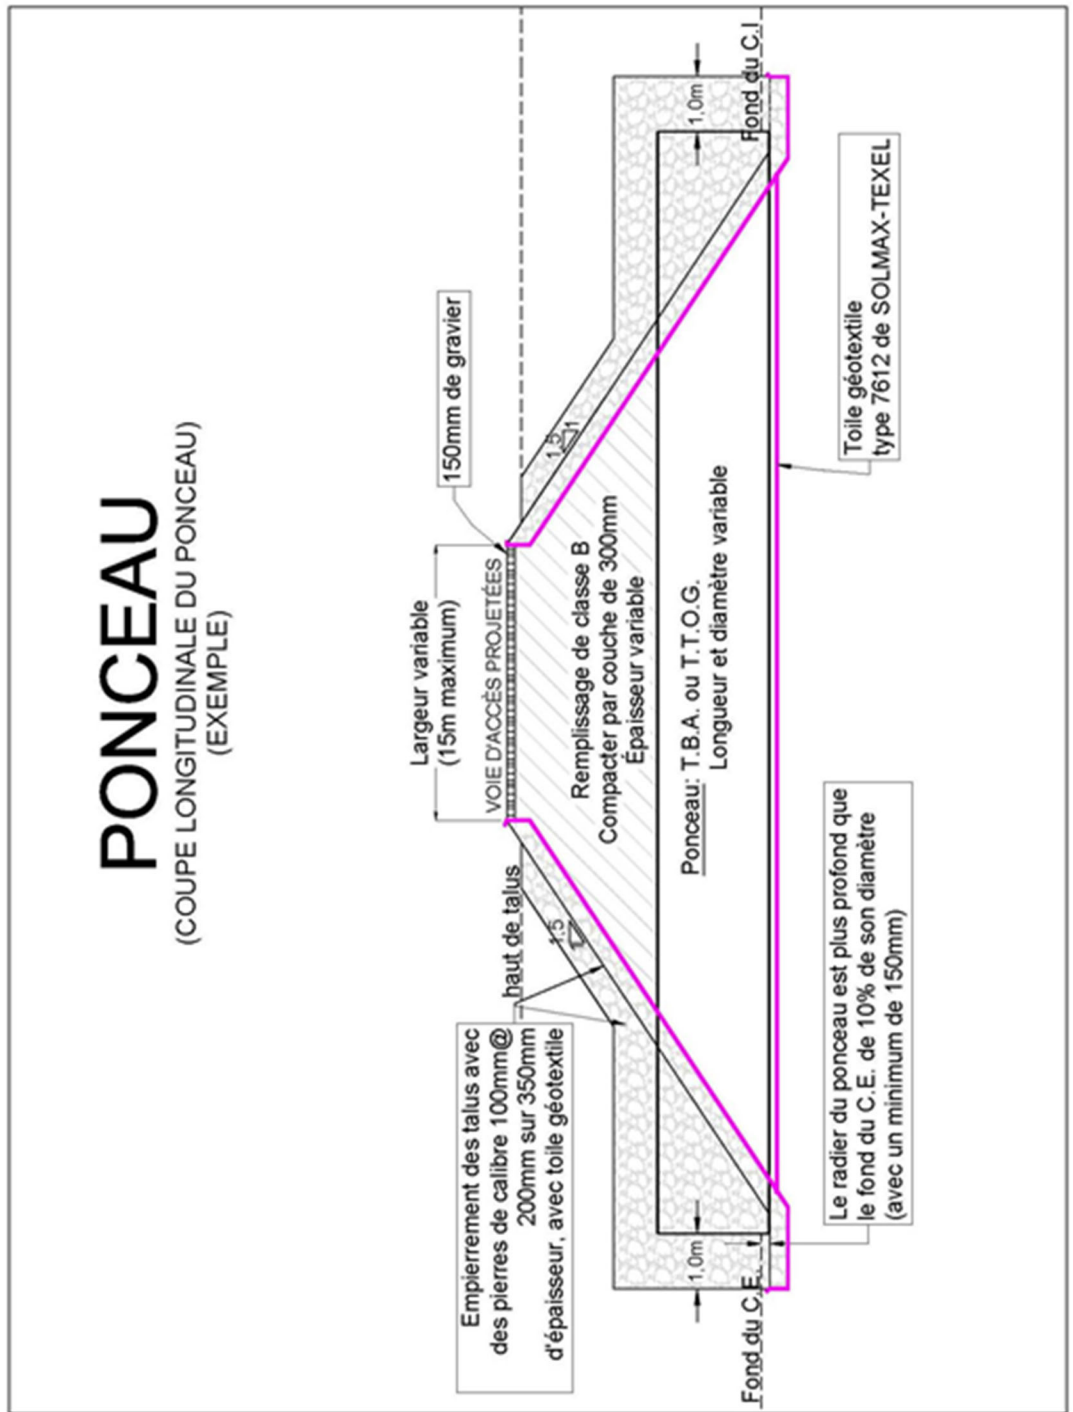 PONCEAU
(COUPE LONGITUDINALE DU PONCEAU)
(EXEMPLE)
Largeur variable
(15m maximum)
150mm de gravier
VOIE D'ACCÈS PROJETÉES
haut de talus
Empierrement des talus avec
des pierres de calibre 100mm@
200mm sur 350mm
d'épaisseur, avec toile géotextile
1,5
1
1,5
1
Remplissage de classe B
Compacter par couche de 300mm
Épaisseur variable
Ponceau: T.B.A. ou T.T.O.G.
Longueur et diamètre variable
1,0m
1,0m
Fond du C.E.
Fond du C.I
Le radier du ponceau est plus profond que
le fond du C.E. de 10% de son diamètre
(avec un minimum de 150mm)
Toile géotextile
type 7612 de SOLMAX-TEXEL